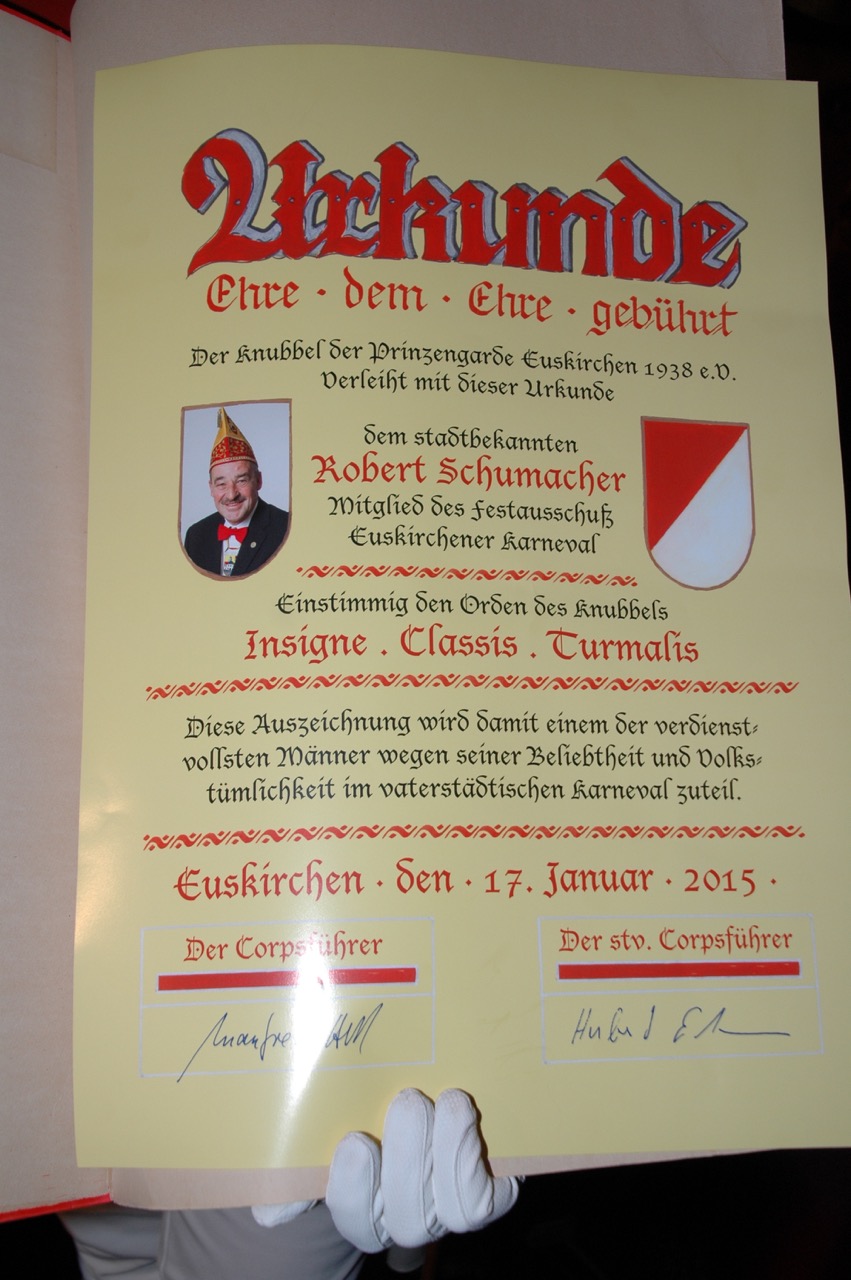 Urkunde
Ehre · dem · Ehre · gebührt
Der Knubbel der Prinzengarde Euskirchen 1938 e.V.
Verleiht mit dieser Urkunde
dem stadtbekannten
Robert Schumacher
Mitglied des Festausschuß
Euskirchener Karneval
Einstimmig den Orden des Knubbels
Insigne . Classis . Turmalis
Diese Auszeichnung wird damit einem der verdienst-
vollsten Männer wegen seiner Beliebtheit und Volks-
tümlichkeit im vaterstädtischen Karneval zuteil.
Euskirchen · den · 17. Januar · 2015 ·
Der Corpsführer
Der stv. Corpsführer
Herbert